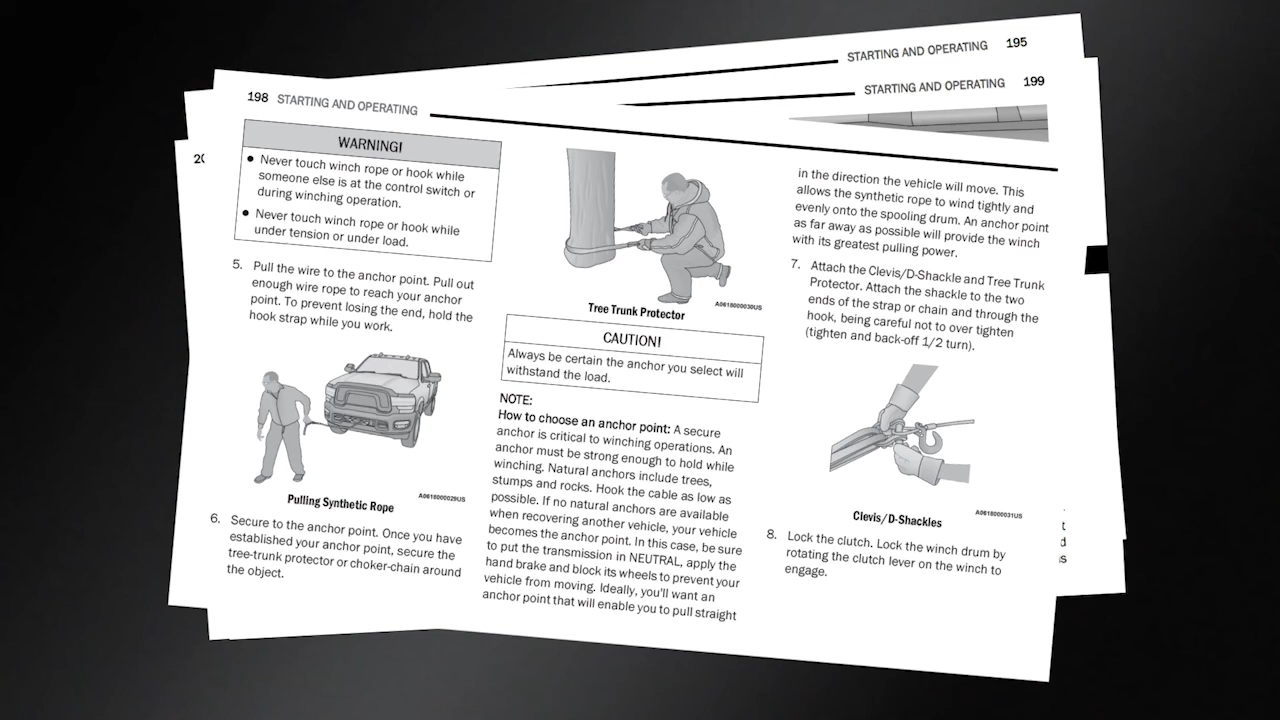 STARTING AND OPERATING 195
STARTING AND OPERATING 199
198 STARTING AND OPERATING
WARNING!
● Never touch winch rope or hook while
someone else is at the control switch or
during winching operation.
● Never touch winch rope or hook while
under tension or under load.
5. Pull the wire to the anchor point. Pull out
enough wire rope to reach your anchor
point. To prevent losing the end, hold the
hook strap while you work.
A0618000029US
Pulling Synthetic Rope
6. Secure to the anchor point. Once you have
established your anchor point, secure the
tree-trunk protector or choker-chain around
the object.
A0618000030US
Tree Trunk Protector
CAUTION!
Always be certain the anchor you select will
withstand the load.
NOTE:
How to choose an anchor point: A secure
anchor is critical to winching operations. An
anchor must be strong enough to hold while
winching. Natural anchors include trees,
stumps and rocks. Hook the cable as low as
possible. If no natural anchors are available
when recovering another vehicle, your vehicle
becomes the anchor point. In this case, be sure
to put the transmission in NEUTRAL, apply the
hand brake and block its wheels to prevent your
vehicle from moving. Ideally, you'll want an
anchor point that will enable you to pull straight
in the direction the vehicle will move. This
allows the synthetic rope to wind tightly and
evenly onto the spooling drum. An anchor point
as far away as possible will provide the winch
with its greatest pulling power.
7. Attach the Clevis/D-Shackle and Tree Trunk
Protector. Attach the shackle to the two
ends of the strap or chain and through the
hook, being careful not to over tighten
(tighten and back-off 1/2 turn).
A0618000031US
Clevis/D-Shackles
8. Lock the clutch. Lock the winch drum by
rotating the clutch lever on the winch to
engage.